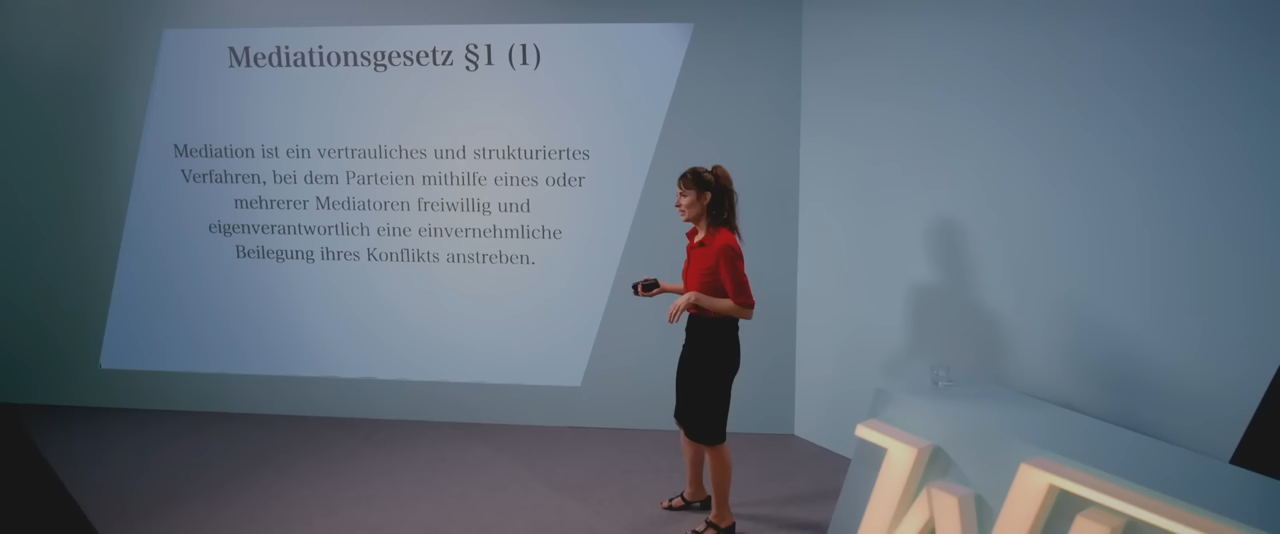 Mediationsgesetz §1 (1)
Mediation ist ein vertrauliches und strukturiertes
Verfahren, bei dem Parteien mithilfe eines oder
mehrerer Mediatoren freiwillig und
eigenverantwortlich eine einvernehmliche
Beilegung ihres Konflikts anstreben.